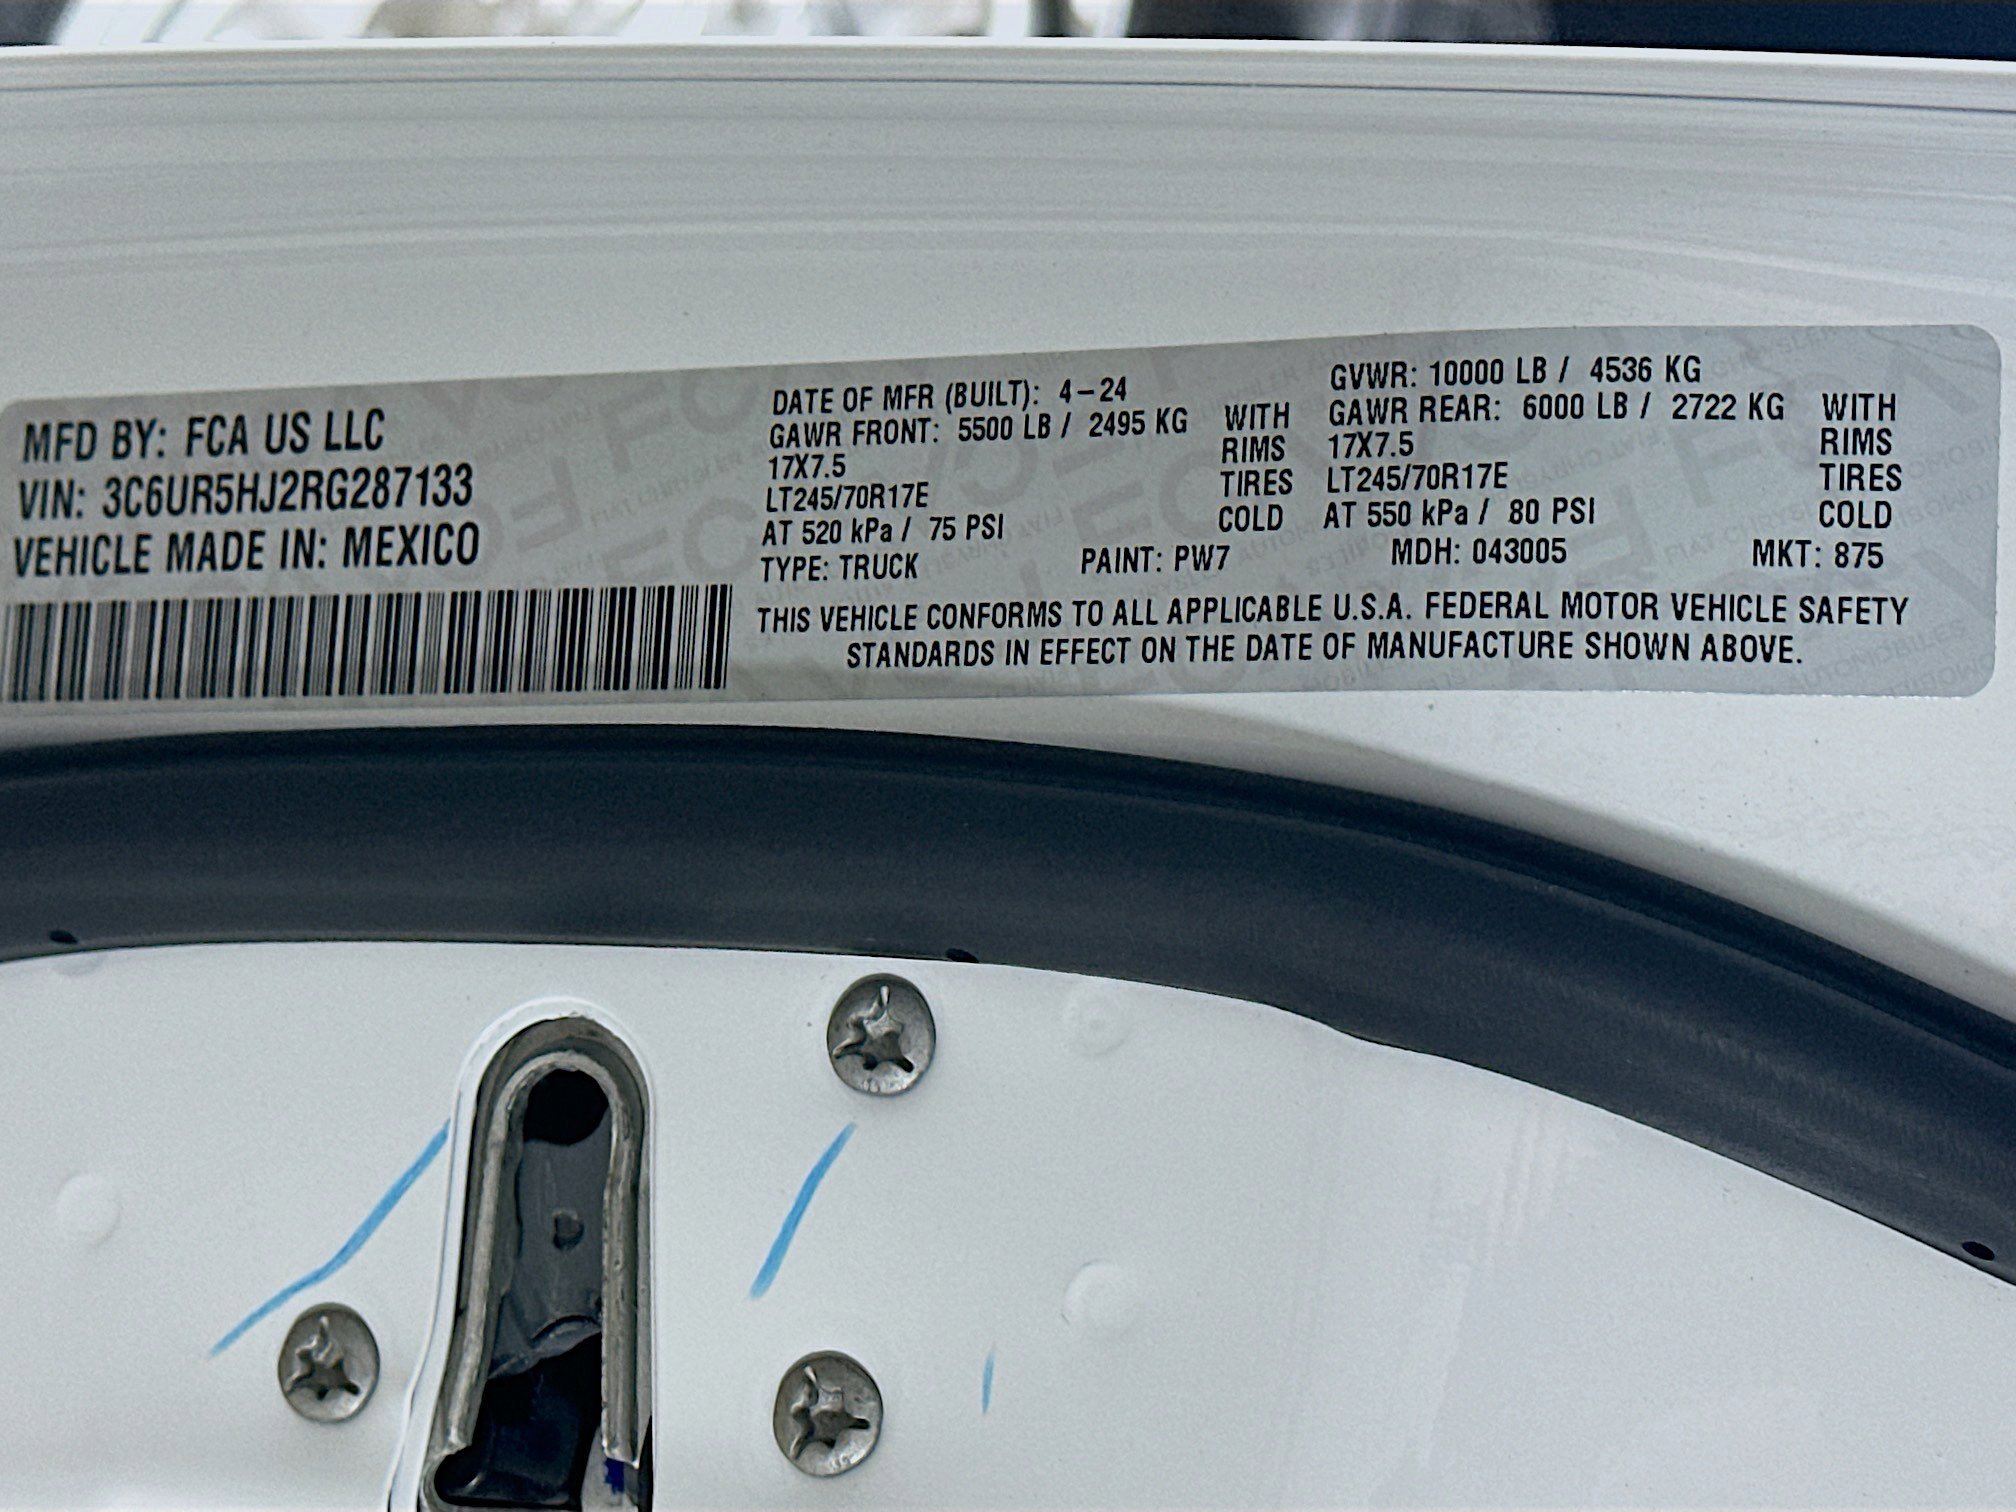 MFD BY: FCA US LLC
VIN: 3C6UR5HJ2RG287133
VEHICLE MADE IN: MEXICO
DATE OF MFR (BUILT): 4-24
GAWR FRONT: 5500 LB / 2495 KG WITH
17X7.5 RIMS
LT245/70R17E TIRES
AT 520 kPa / 75 PSI COLD
GVWR: 10000 LB / 4536 KG
GAWR REAR: 6000 LB / 2722 KG WITH
17X7.5 RIMS
LT245/70R17E TIRES
AT 550 kPa / 80 PSI COLD
TYPE: TRUCK PAINT: PW7 MDH: 043005 MKT: 875
THIS VEHICLE CONFORMS TO ALL APPLICABLE U.S.A. FEDERAL MOTOR VEHICLE SAFETY
STANDARDS IN EFFECT ON THE DATE OF MANUFACTURE SHOWN ABOVE.